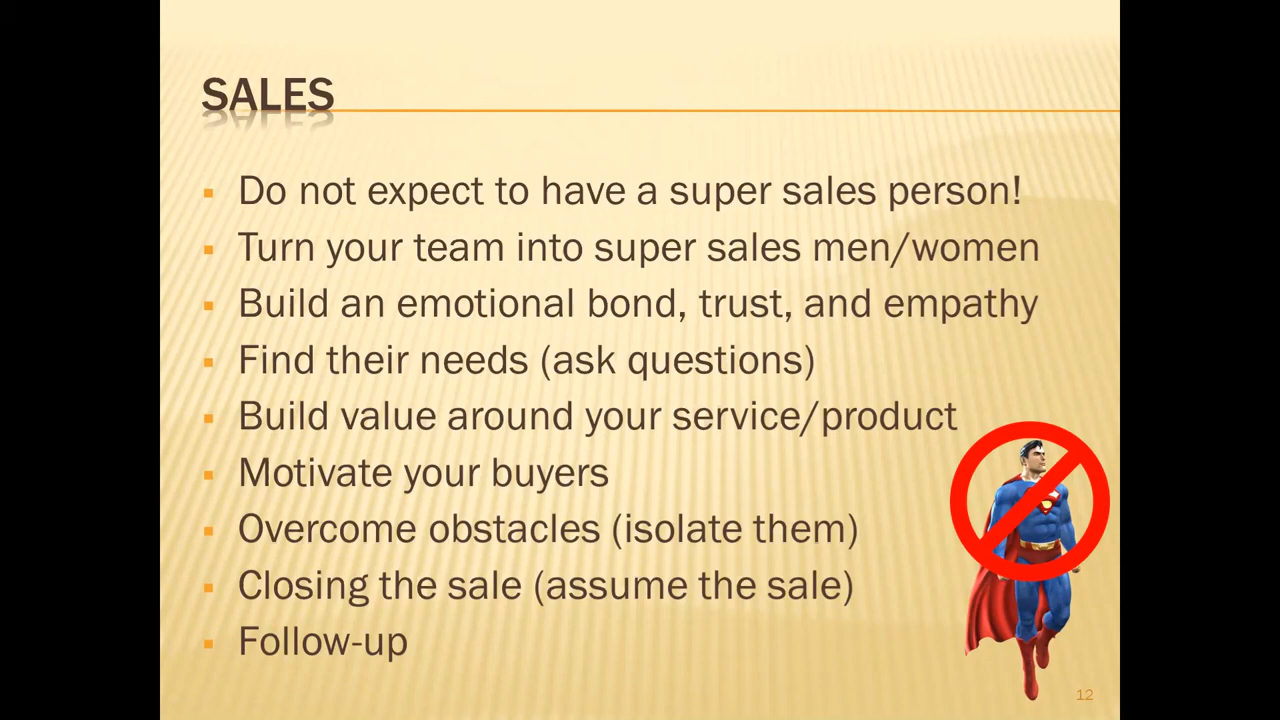 SALES
Do not expect to have a super sales person!
Turn your team into super sales men/women
Build an emotional bond, trust, and empathy
Find their needs (ask questions)
Build value around your service/product
Motivate your buyers
Overcome obstacles (isolate them)
Closing the sale (assume the sale)
Follow-up
12